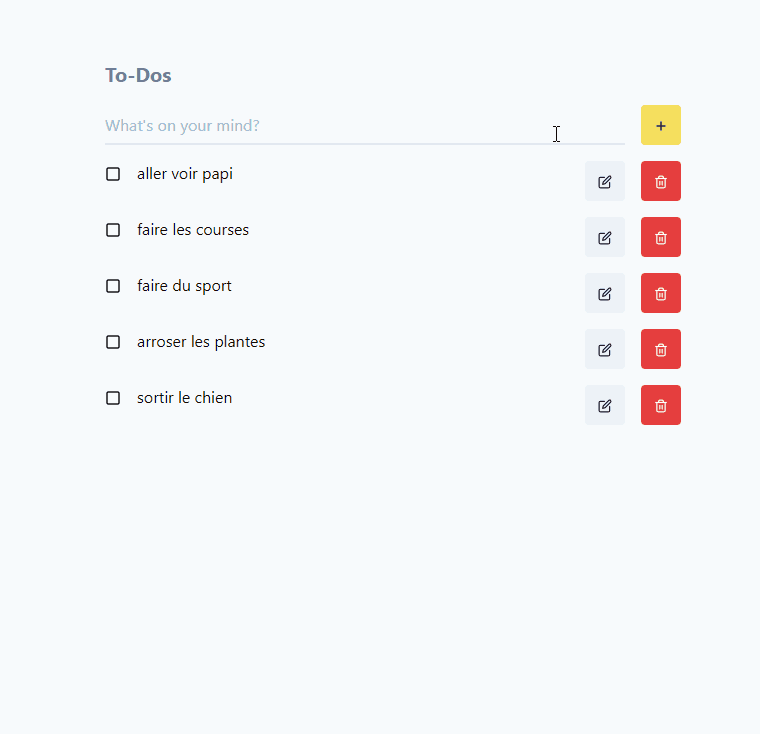 To-Dos
What's on your mind?
aller voir papi
faire les courses
faire du sport
arroser les plantes
sortir le chien